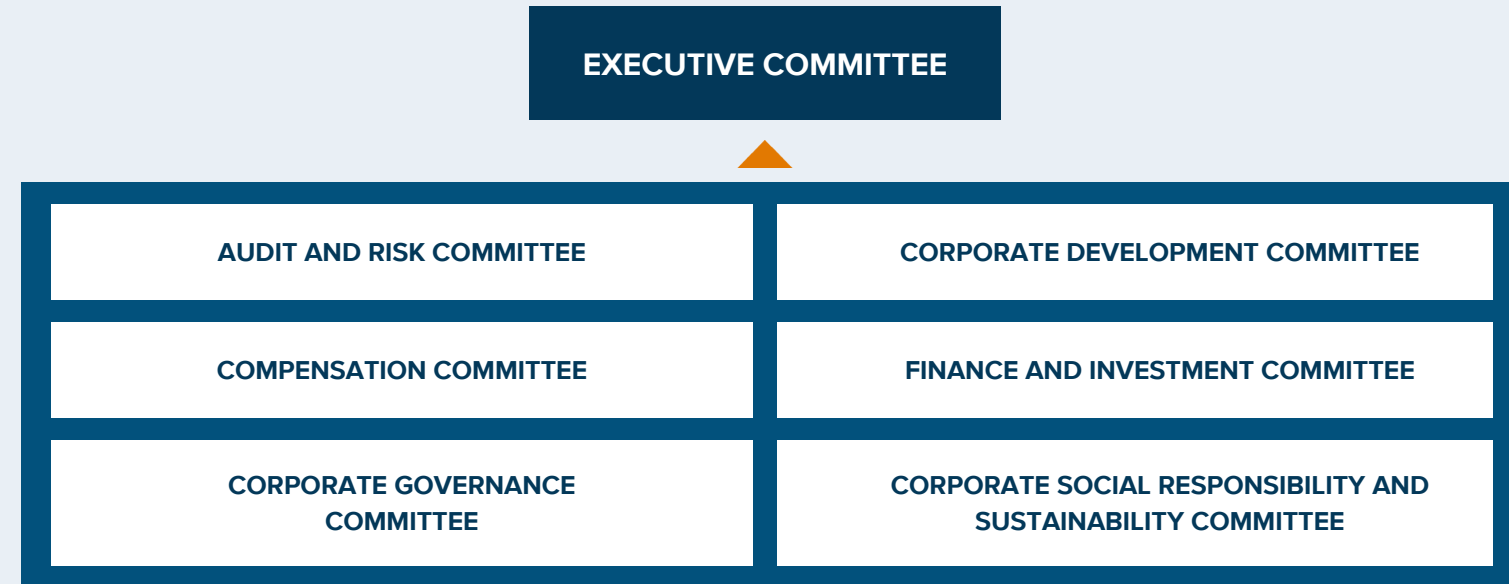 EXECUTIVE COMMITTEE
AUDIT AND RISK COMMITTEE
CORPORATE DEVELOPMENT COMMITTEE
COMPENSATION COMMITTEE
FINANCE AND INVESTMENT COMMITTEE
CORPORATE GOVERNANCE
COMMITTEE
CORPORATE SOCIAL RESPONSIBILITY AND
SUSTAINABILITY COMMITTEE